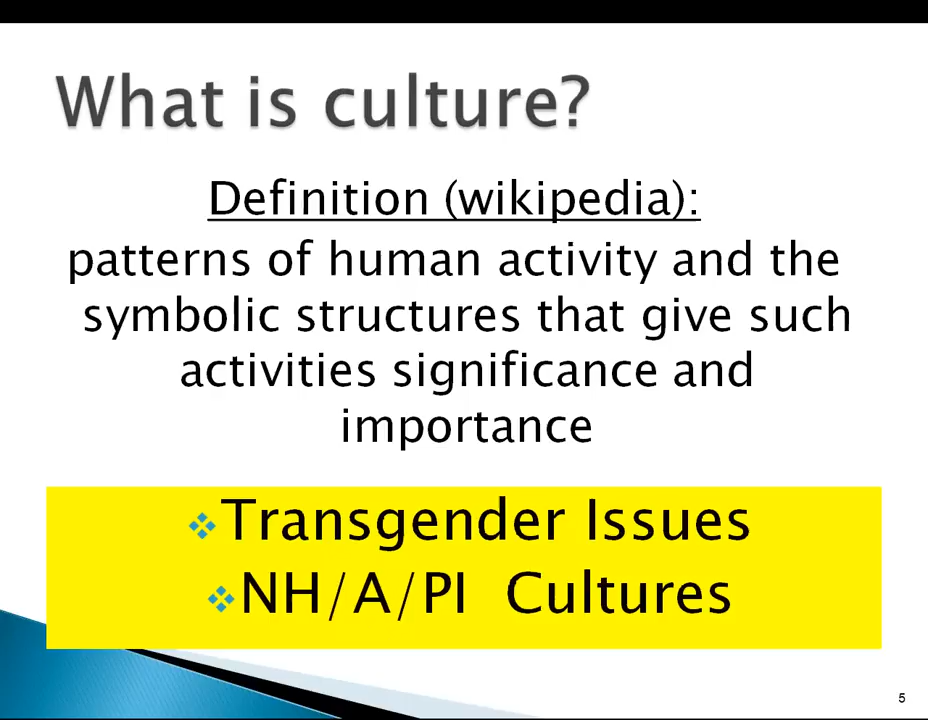 What is culture?
Definition (wikipedia):
patterns of human activity and the
symbolic structures that give such
activities significance and
importance
Transgender Issues
NH/A/PI Cultures
5